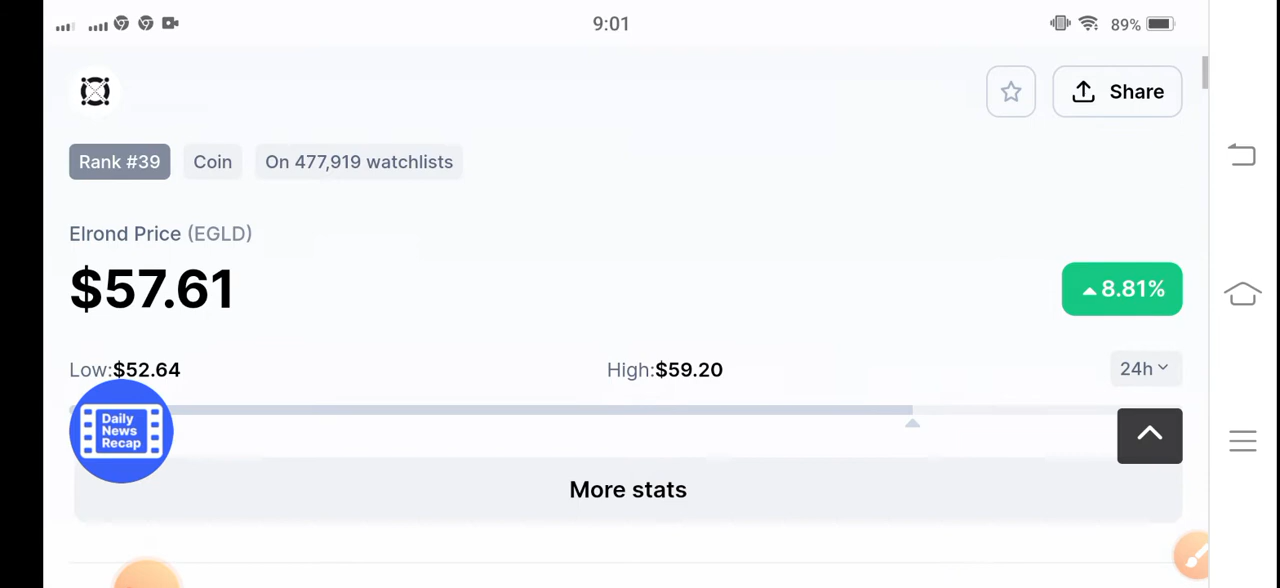 9:01
89%
Share
Rank #39 Coin On 477,919 watchlists
Elrond Price (EGLD)
$57.61
8.81%
Low:$52.64 High:$59.20 24h
Daily
News
Recap
More stats